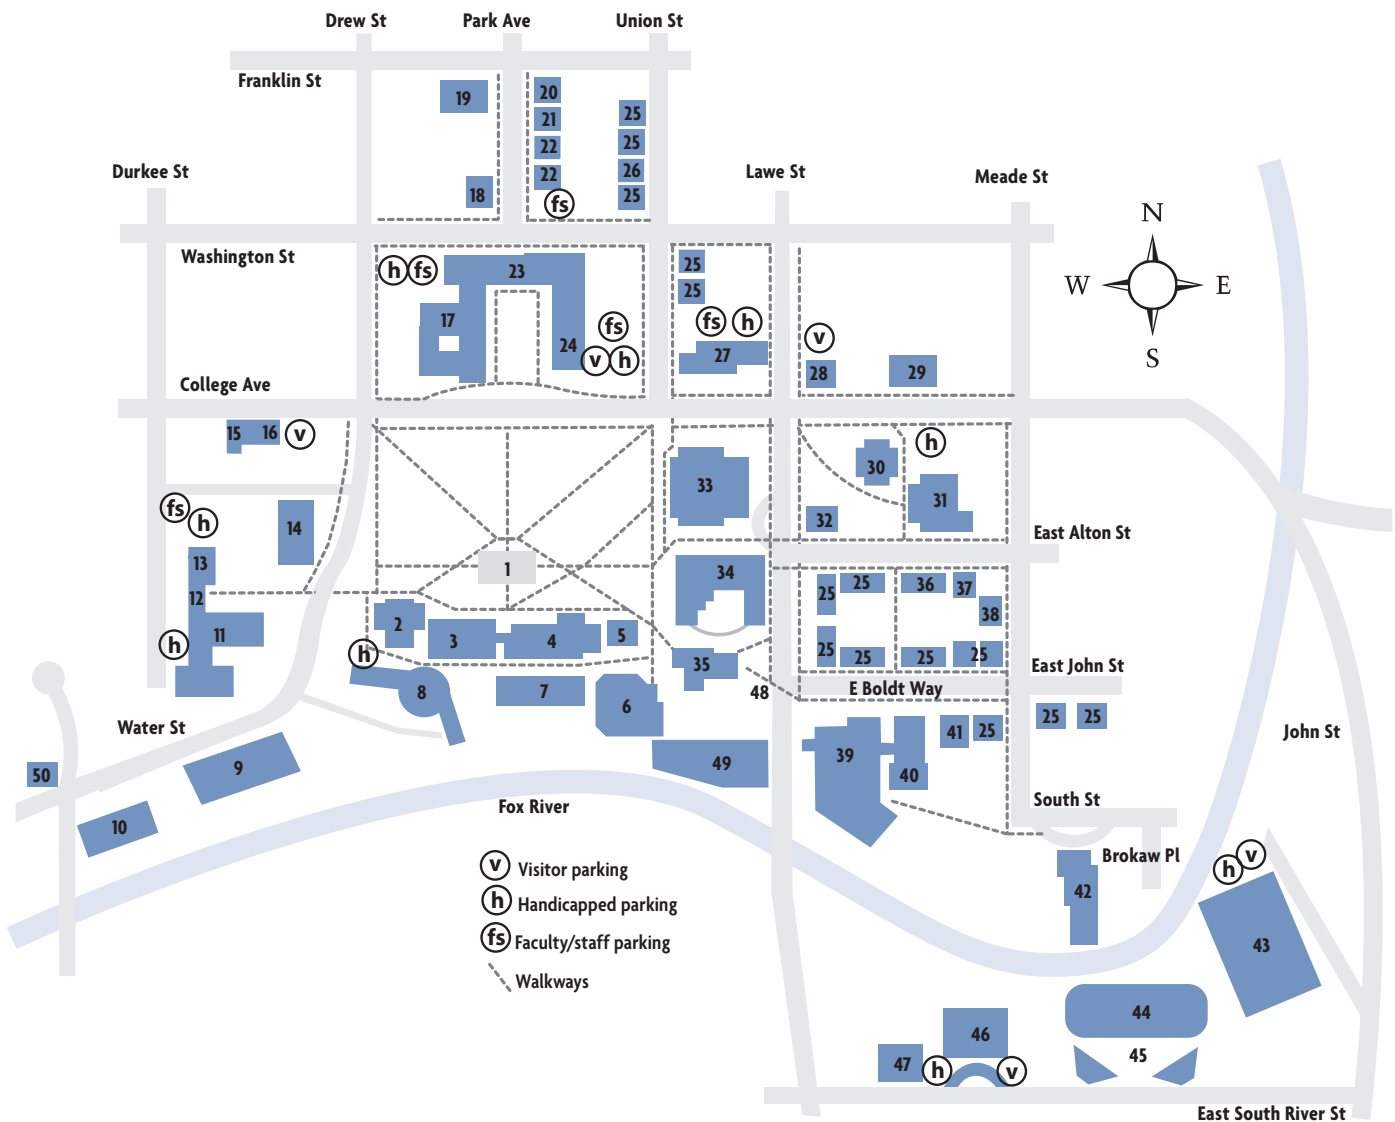 Drew St
Park Ave
Union St
Franklin St
19
20
21
22
22
25
25
26
25
18
fs
Durkee St
Lawe St
Meade St
Washington St
N
W
E
S
h
fs
23
17
24
fs
v
h
25
25
fs
h
27
v
28
29
College Ave
15
16
v
h
30
31
32
33
fs
h
14
13
12
11
h
East Alton St
1
34
25
25
36
37
38
2
3
4
5
h
25
25
25
25
35
East John St
8
7
6
48
E Boldt Way
25
25
Water St
John St
41
25
39
40
49
50
9
10
Fox River
South St
Brokaw Pl
v
Visitor parking
h
Handicapped parking
fs
Faculty/staff parking
Walkways
42
h
v
43
44
45
46
47
h
v
East South River St